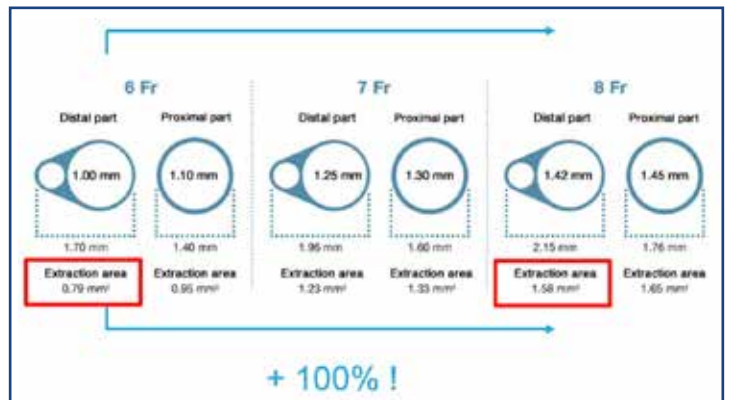 6 Fr 7 Fr 8 Fr
Distal part Proximal part Distal part Proximal part Distal part Proximal part
1.00 mm 1.10 mm 1.25 mm 1.30 mm 1.42 mm 1.45 mm
1.70 mm 1.40 mm 1.95 mm 1.60 mm 2.15 mm 1.76 mm
Extraction area Extraction area Extraction area Extraction area Extraction area Extraction area
0.79 mm² 0.95 mm² 1.23 mm² 1.33 mm² 1.58 mm² 1.65 mm²
+ 100% !